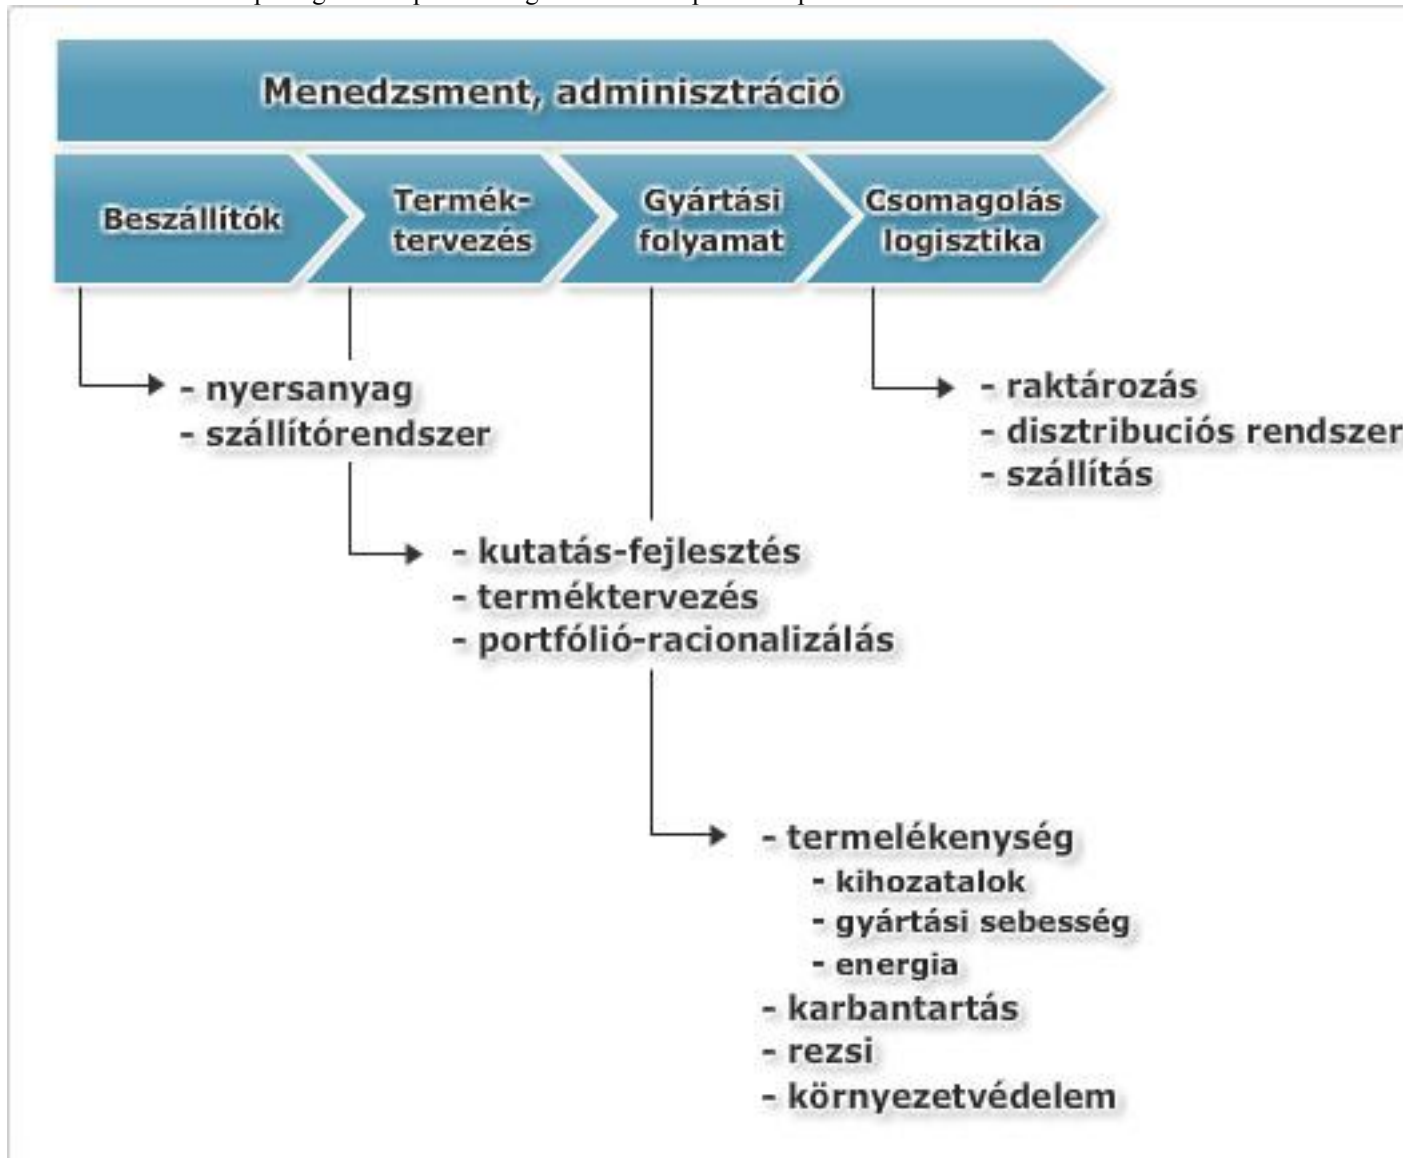 Menedzsment, adminisztráció
Beszállítók
Termék-
tervezés
Gyártási
folyamat
Csomagolás
logisztika
- nyersanyag
- szállítórendszer
- raktározás
- disztribuciós rendszer
- szállítás
- kutatás-fejlesztés
- terméktervezés
- portfólió-racionalizálás
- termelékenység
- kihozatalok
- gyártási sebesség
- energia
- karbantartás
- rezsi
- környezetvédelem